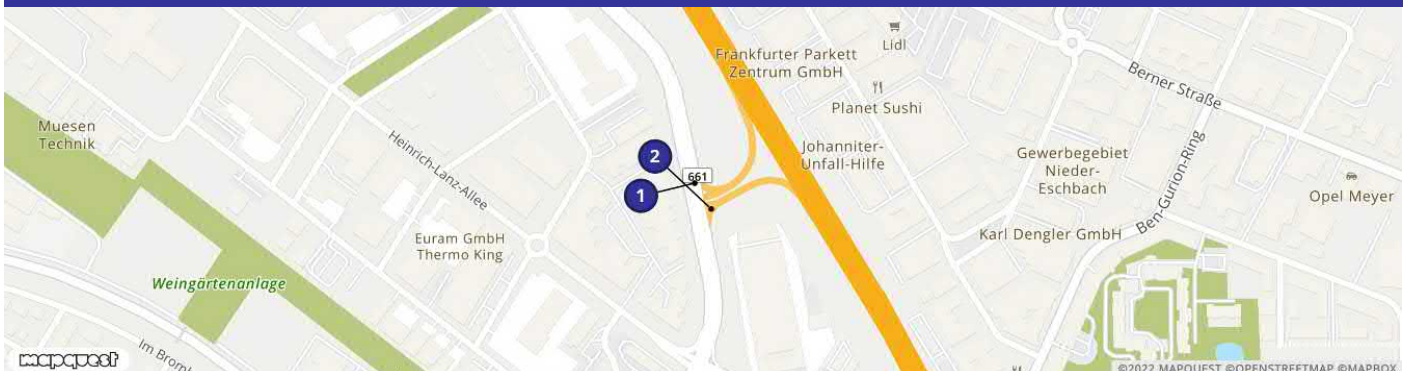 Frankfurter Parkett
Zentrum GmbH
Lidl
Berner Straße
Planet Sushi
Muesen
Technik
Heinrich-Lanz-Allee
2
661
1
Johanniter-
Unfall-Hilfe
Gewerbegebiet
Nieder-
Eschbach
Ben-Gurion-Ring
Opel Meyer
Karl Dengler GmbH
Euram GmbH
Thermo King
Weingärtenanlage
Im Brom
mapquest
©2022 MAPQUEST ©OPENSTREETMAP ©MAPBOX